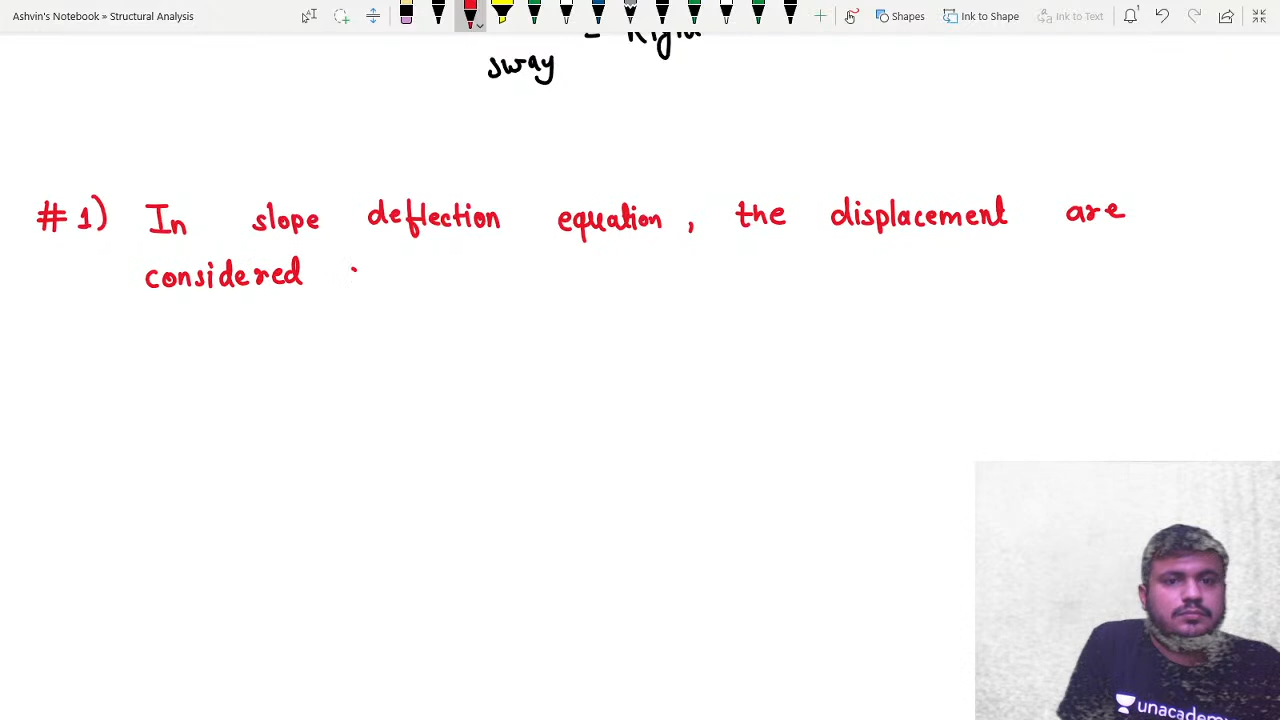 Ashvin's Notebook » Structural Analysis
Shapes
Ink to Shape
Ink to Text
sway
# 1) In slope deflection equation, the displacement are
considered
unacadem